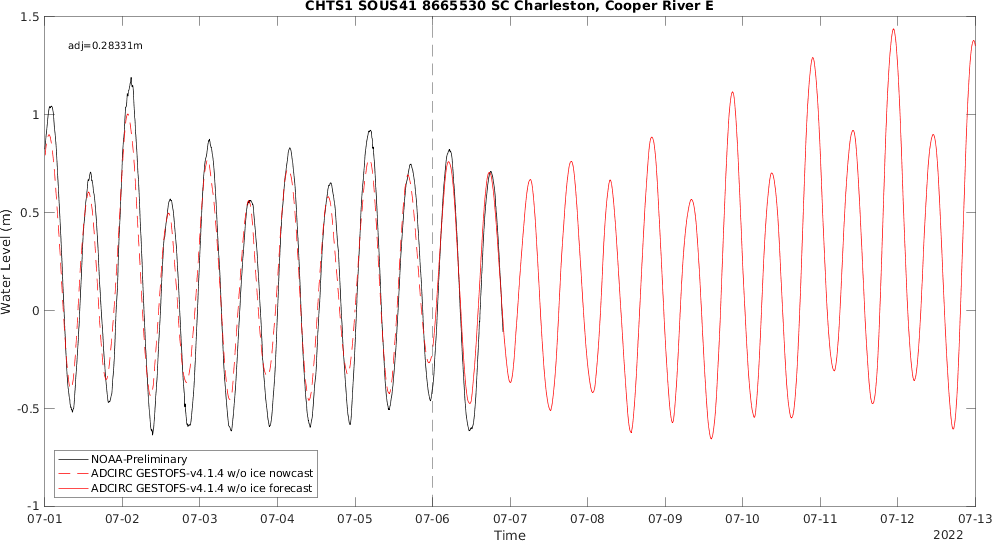 CHTS1 SOUS41 8665530 SC Charleston, Cooper River E
adj=0.28331m
1.5
1
0.5
0
-0.5
-1
Water Level (m)
NOAA-Preliminary
ADCIRC GESTOFS-v4.1.4 w/o ice nowcast
ADCIRC GESTOFS-v4.1.4 w/o ice forecast
07-01 07-02 07-03 07-04 07-05 07-06 07-07 07-08 07-09 07-10 07-11 07-12 07-13
Time
2022